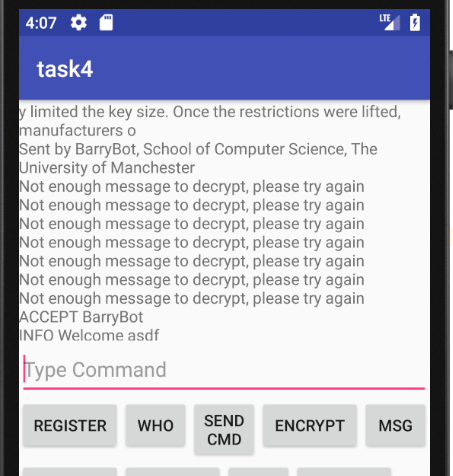 4:07 LTE
task4
y limited the key size. Once the restrictions were lifted,
manufacturers o
Sent by BarryBot, School of Computer Science, The
University of Manchester
Not enough message to decrypt, please try again
Not enough message to decrypt, please try again
Not enough message to decrypt, please try again
Not enough message to decrypt, please try again
Not enough message to decrypt, please try again
Not enough message to decrypt, please try again
Not enough message to decrypt, please try again
ACCEPT BarryBot
INFO Welcome asdf
Type Command
REGISTER WHO SEND CMD ENCRYPT MSG